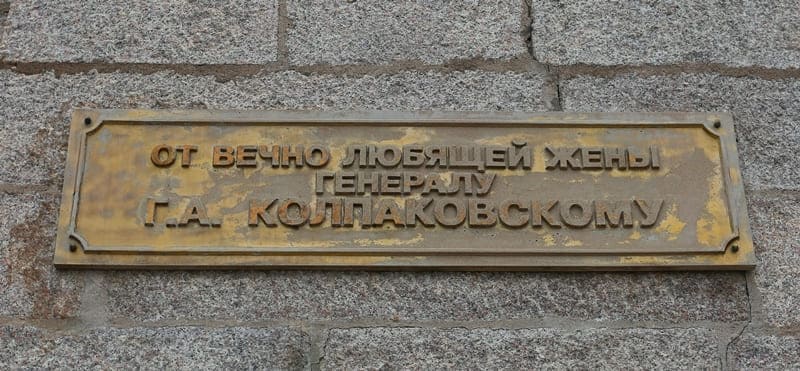 ОТ ВЕЧНО ЛЮБЯЩЕЙ ЖЕНЫ
ГЕНЕРАЛУ
Г.А. КОЛПАКОВСКОМУ